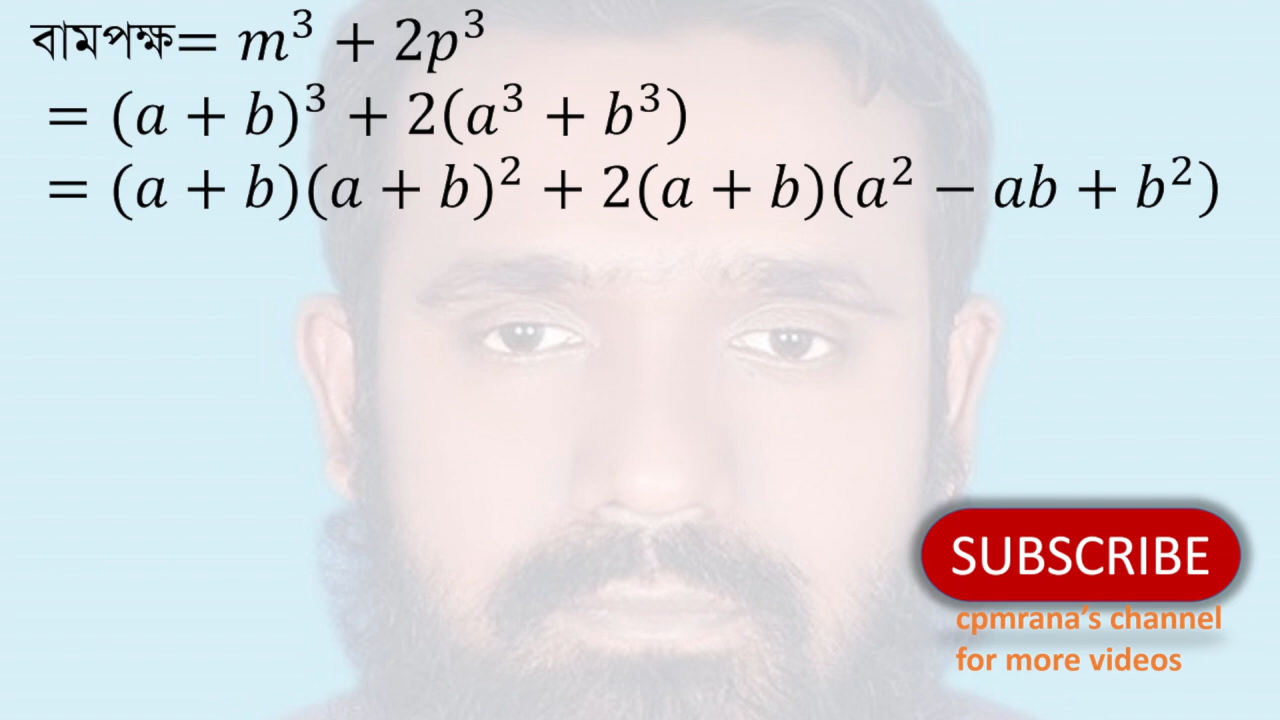 বামপক্ষ= m³ + 2p³
= (a + b)³ + 2(a³ + b³)
= (a + b)(a + b)² + 2(a + b)(a² − ab + b²)
SUBSCRIBE
cpmrana’s channel
for more videos